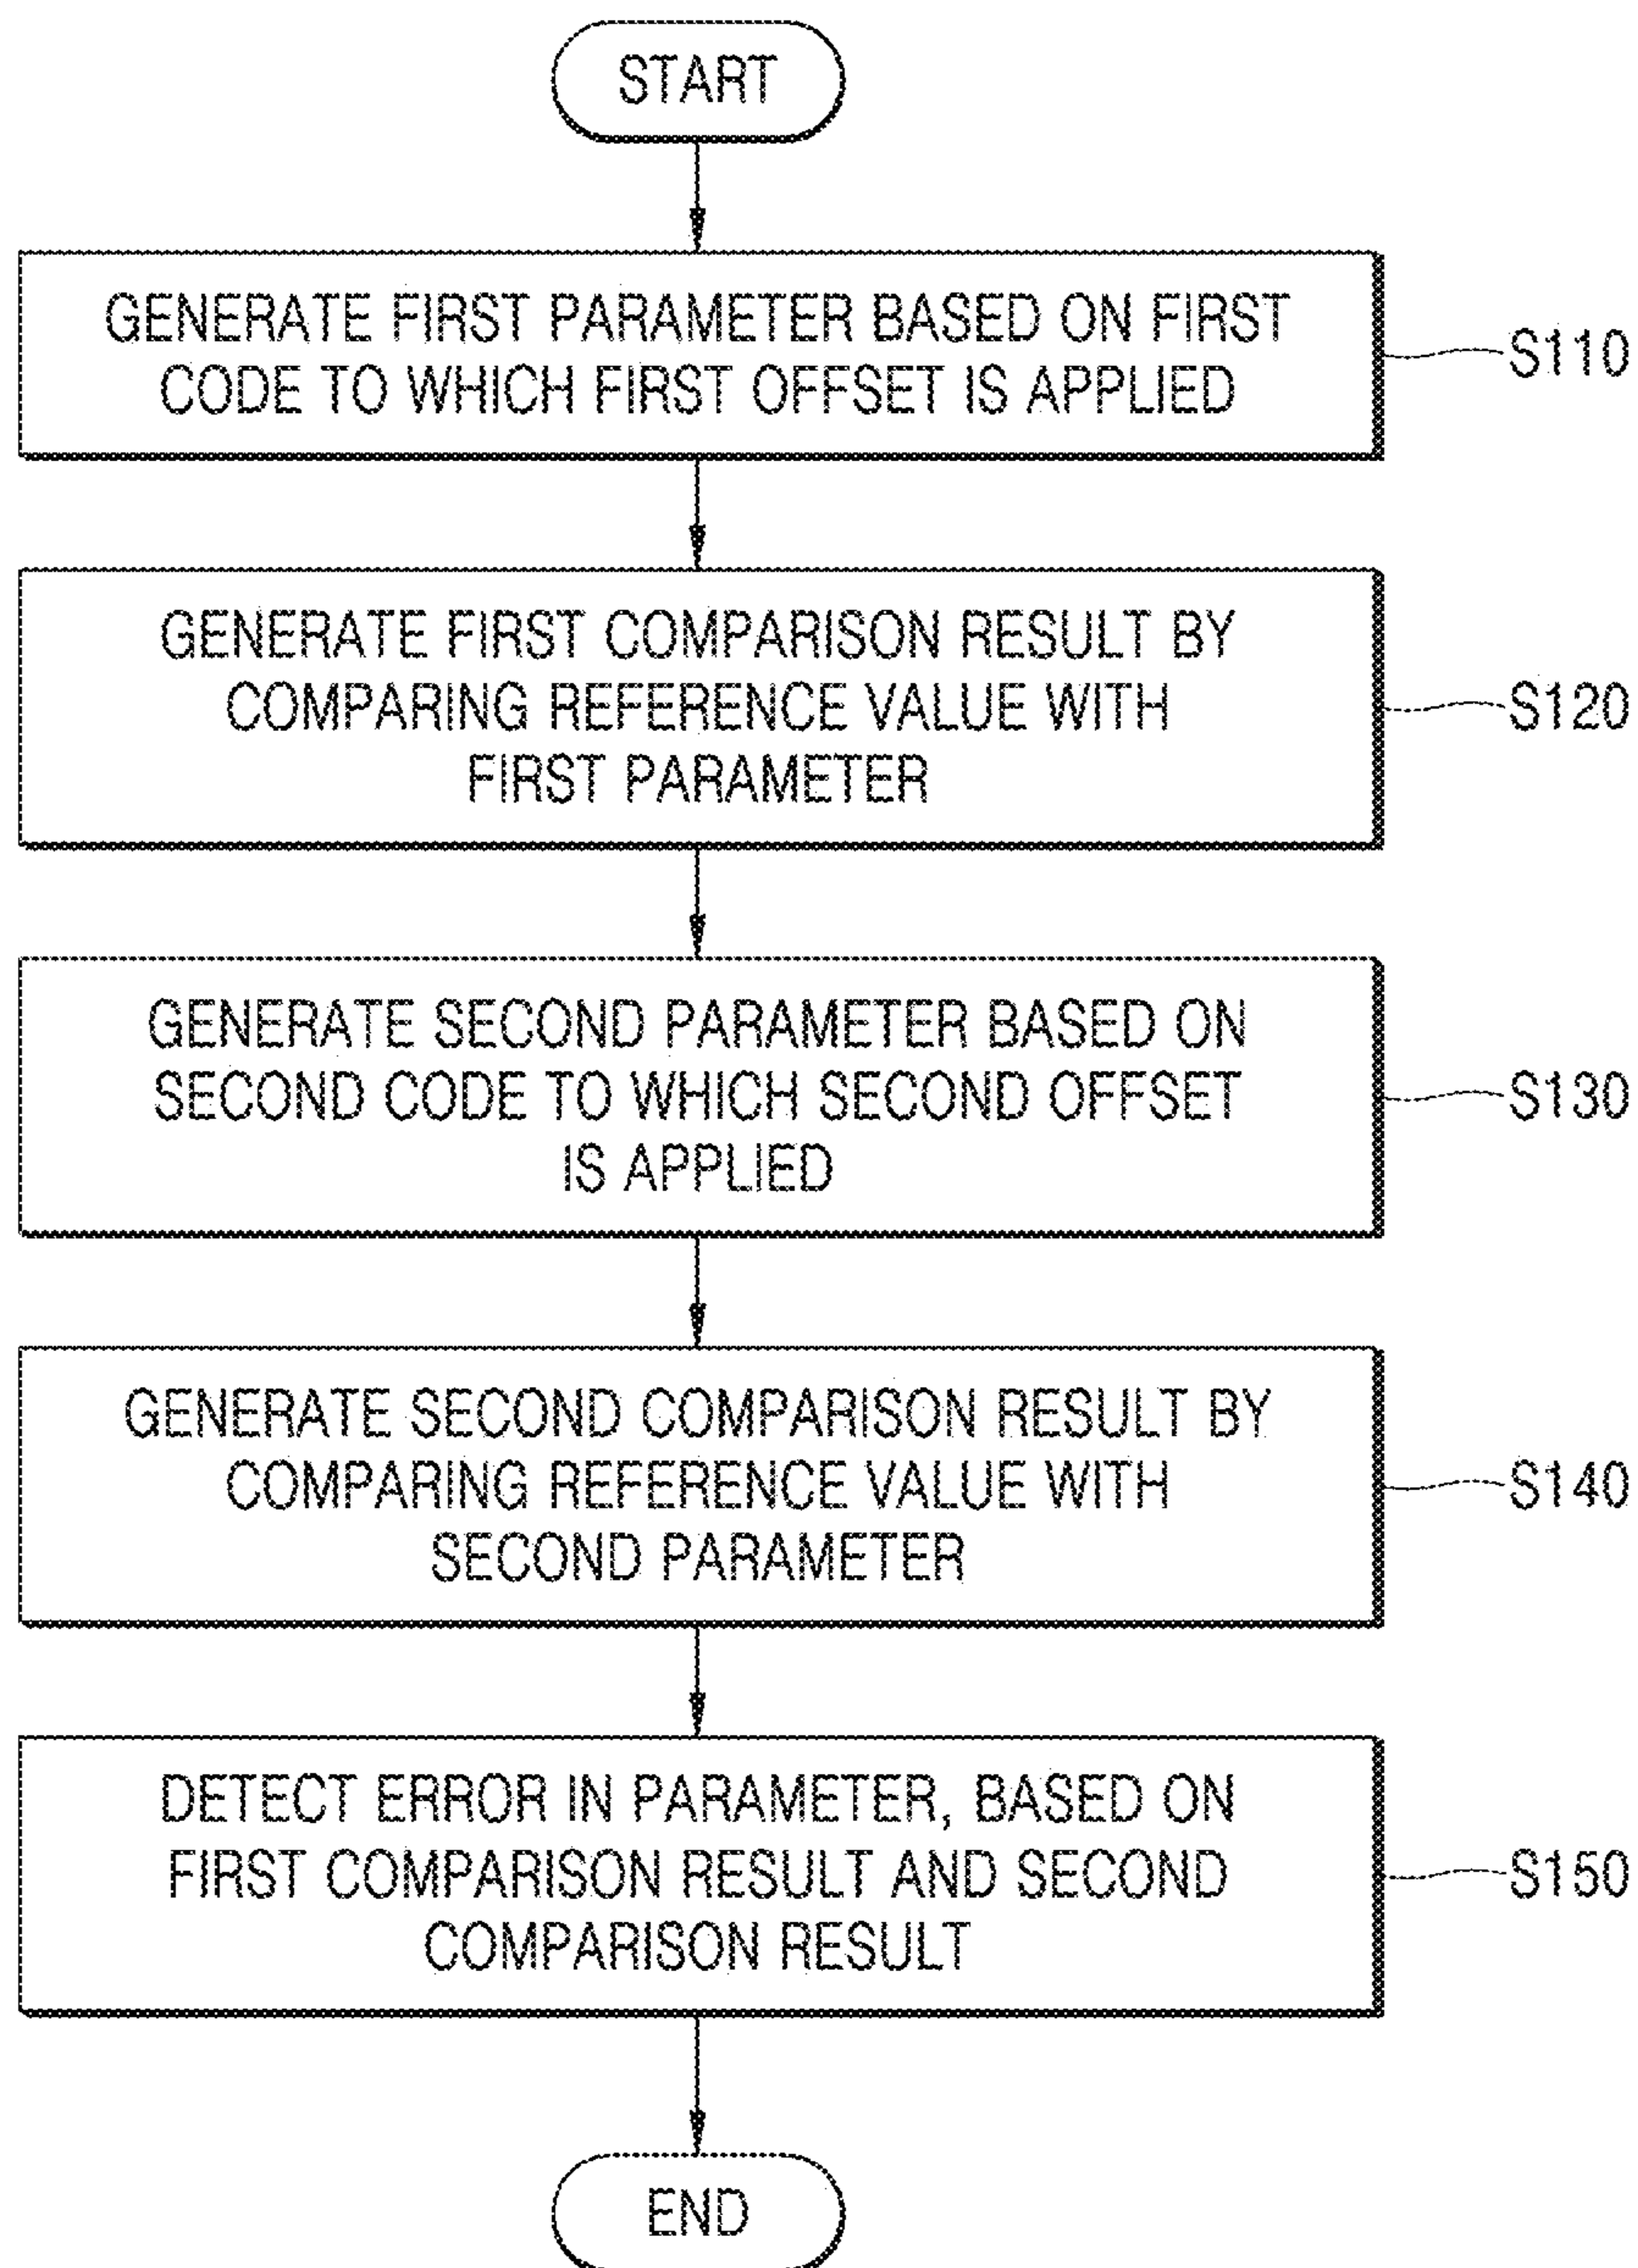 START
GENERATE FIRST PARAMETER BASED ON FIRST
CODE TO WHICH FIRST OFFSET IS APPLIED
S110
GENERATE FIRST COMPARISON RESULT BY
COMPARING REFERENCE VALUE WITH
FIRST PARAMETER
S120
GENERATE SECOND PARAMETER BASED ON
SECOND CODE TO WHICH SECOND OFFSET
IS APPLIED
S130
GENERATE SECOND COMPARISON RESULT BY
COMPARING REFERENCE VALUE WITH
SECOND PARAMETER
S140
DETECT ERROR IN PARAMETER, BASED ON
FIRST COMPARISON RESULT AND SECOND
COMPARISON RESULT
S150
END